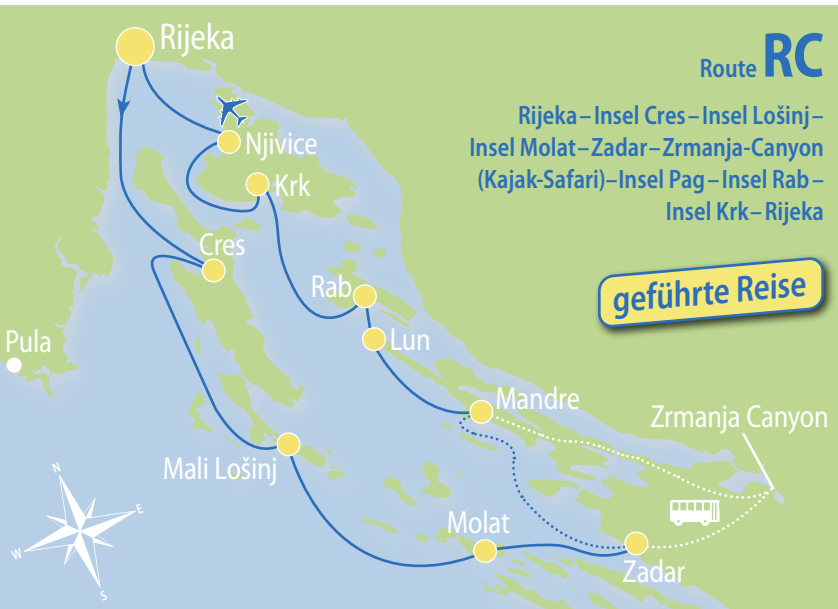 Rijeka
Route RC
Rijeka – Insel Cres – Insel Lošinj –
Insel Molat – Zadar – Zrmanja-Canyon
(Kajak-Safari) – Insel Pag – Insel Rab –
Insel Krk – Rijeka
Njivice
Krk
Cres
Rab
geführte Reise
Lun
Pula
Mandre
Zrmanja Canyon
Mali Lošinj
Molat
Zadar
N
E
W
S